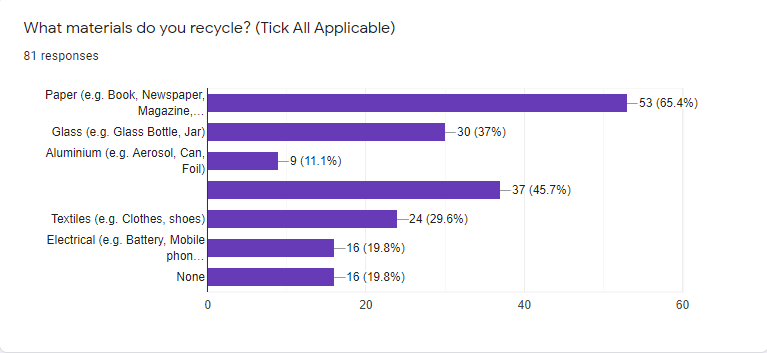 What materials do you recycle? (Tick All Applicable)
81 responses
Paper (e.g. Book, Newspaper,
Magazine,...
53 (65.4%)
Glass (e.g. Glass Bottle, Jar)
30 (37%)
Aluminium (e.g. Aerosol, Can,
Foil)
9 (11.1%)
37 (45.7%)
Textiles (e.g. Clothes, shoes)
24 (29.6%)
Electrical (e.g. Battery, Mobile
phon...
16 (19.8%)
None
16 (19.8%)
0
20
40
60